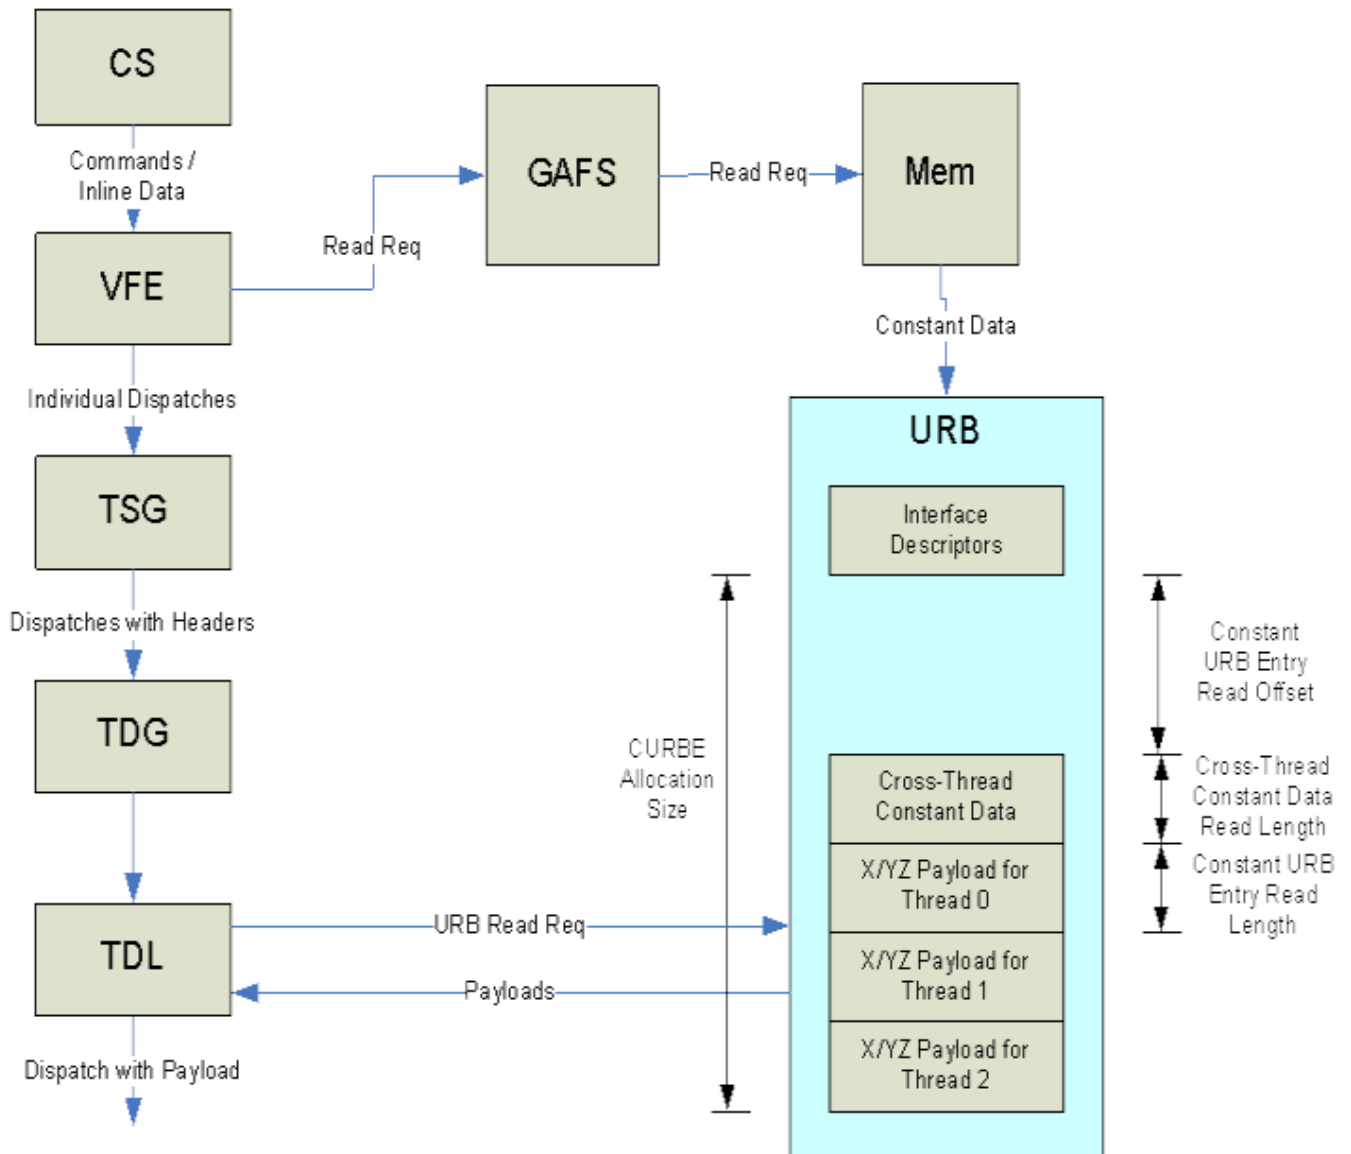 CS
Commands /
Inline Data
VFE
Read Req
GAFS
Read Req
Mem
Constant Data
Individual Dispatches
TSG
Dispatches with Headers
TDG
TDL
URB Read Req
Payloads
Dispatch with Payload
URB
Interface
Descriptors
CURBE
Allocation
Size
Cross-Thread
Constant Data
X/YZ Payload for
Thread 0
X/YZ Payload for
Thread 1
X/YZ Payload for
Thread 2
Constant
URB Entry
Read Offset
Cross-Thread
Constant Data
Read Length
Constant URB
Entry Read
Length